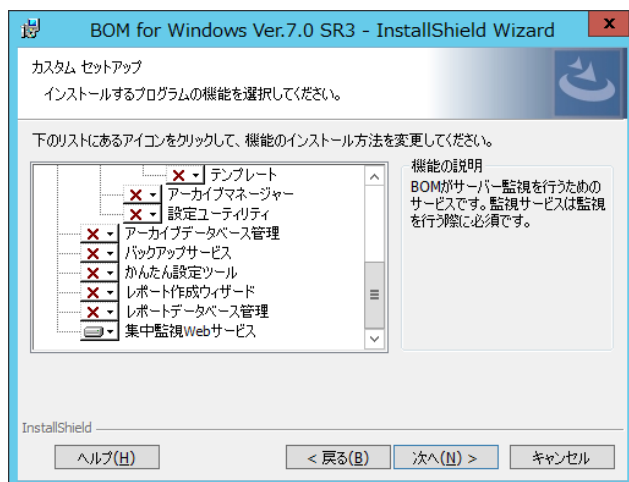 BOM for Windows Ver.7.0 SR3 - InstallShield Wizard
カスタム セットアップ
インストールするプログラムの機能を選択してください。
下のリストにあるアイコンをクリックして、機能のインストール方法を変更してください。
テンプレート
アーカイブマネージャー
設定ユーティリティ
アーカイブデータベース管理
バックアップサービス
かんたん設定ツール
レポート作成ウィザード
レポートデータベース管理
集中監視Webサービス
機能の説明
BOMがサーバー監視を行うための
サービスです。監視サービスは監視
を行う際に必須です。
InstallShield
ヘルプ(H)
< 戻る(B)
次へ(N) >
キャンセル